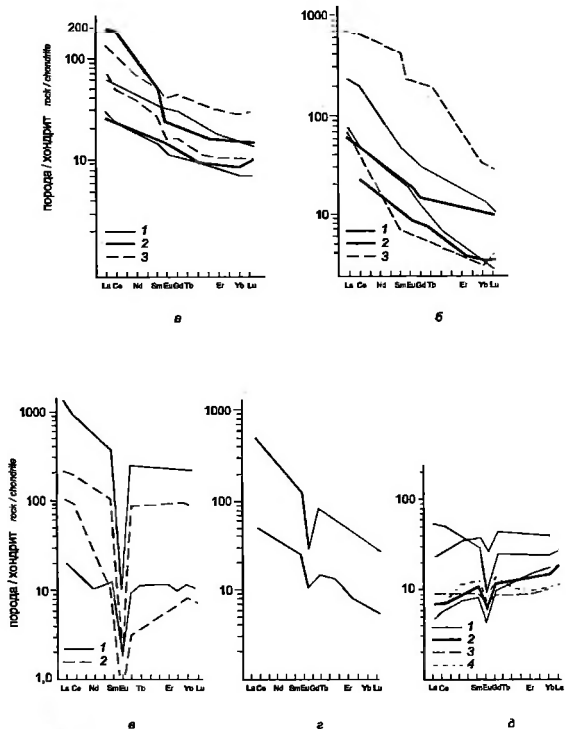 200
100
10
порода / хондрит rock / chondrite
1
2
3
La Ce Nd Sm Eu Gd Tb Er Yb Lu
а
1000
100
10
1
2
3
La Ce Nd Sm Eu Gd Tb Er Yb Lu
б
1000
100
10
1,0
порода / хондрит rock / chondrite
1
2
La Ce Nd Sm Eu Tb Er Yb Lu
в
1000
100
10
La Ce Nd Sm Eu Gd Tb Er Yb Lu
г
100
10
1
2
3
4
La Ce Sm Eu Gd Tb Er Yb La
д